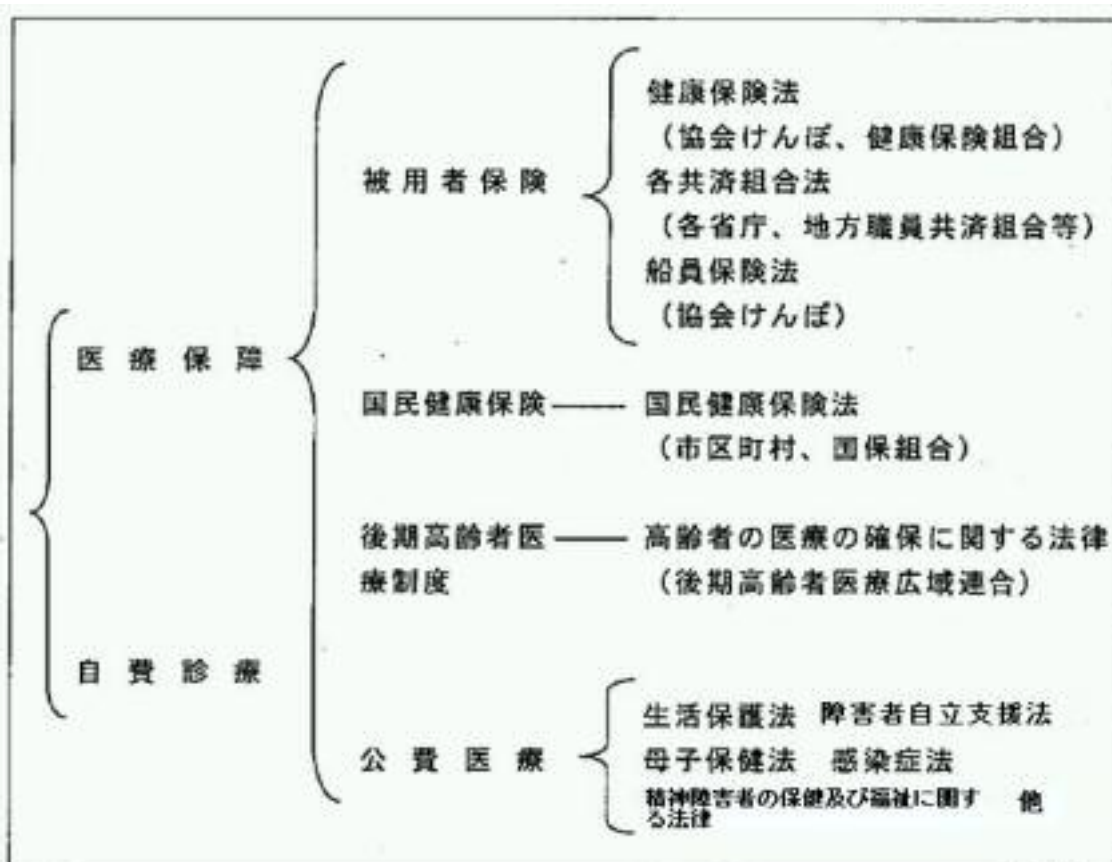 医療保障
被用者保険
健康保険法
（協会けんぽ、健康保険組合）
各共済組合法
（各省庁、地方職員共済組合等）
船員保険法
（協会けんぽ）
国民健康保険
国民健康保険法
（市区町村、国保組合）
後期高齢者医
療制度
高齢者の医療の確保に関する法律
（後期高齢者医療広域連合）
公費医療
生活保護法 障害者自立支援法
母子保健法 感染症法
精神障害者の保健及び福祉に関す 他
る法律
自費診療